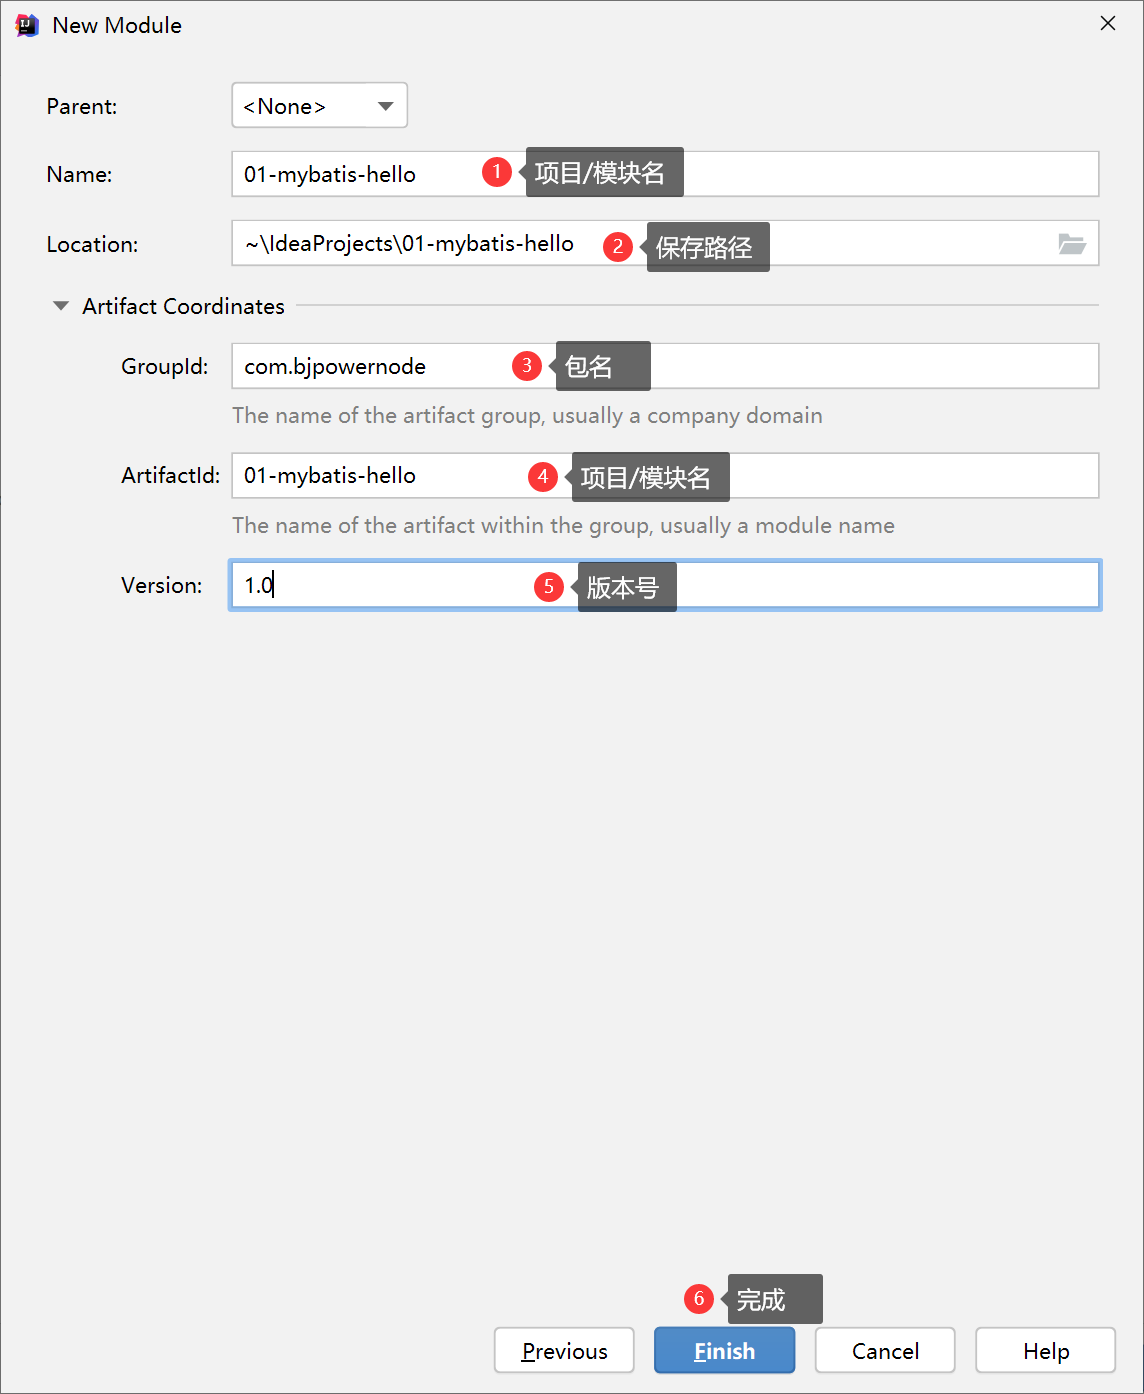 New Module
Parent: <None>
Name: 01-mybatis-hello 1 项目/模块名
Location: ~\IdeaProjects\01-mybatis-hello 2 保存路径
Artifact Coordinates
GroupId: com.bjpowernode 3 包名
The name of the artifact group, usually a company domain
ArtifactId: 01-mybatis-hello 4 项目/模块名
The name of the artifact within the group, usually a module name
Version: 1.0 5 版本号
6 完成
Previous Finish Cancel Help